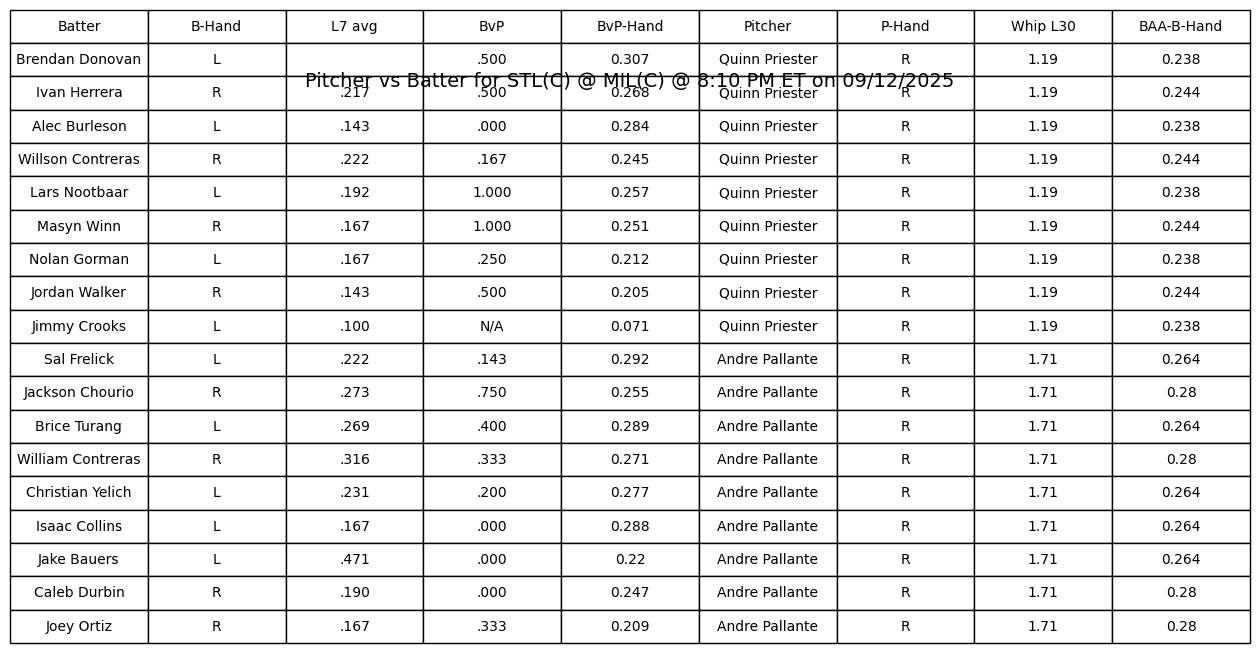 Batter B-Hand L7 avg BvP BvP-Hand Pitcher P-Hand Whip L30 BAA-B-Hand
Brendan Donovan L .500 0.307 Quinn Priester R 1.19 0.238
Pitcher vs Batter for STL(C) @ MIL(C) @ 8:10 PM ET on 09/12/2025
Ivan Herrera R .217 .500 0.268 Quinn Priester R 1.19 0.244
Alec Burleson L .143 .000 0.284 Quinn Priester R 1.19 0.238
Willson Contreras R .222 .167 0.245 Quinn Priester R 1.19 0.244
Lars Nootbaar L .192 1.000 0.257 Quinn Priester R 1.19 0.238
Masyn Winn R .167 1.000 0.251 Quinn Priester R 1.19 0.244
Nolan Gorman L .167 .250 0.212 Quinn Priester R 1.19 0.238
Jordan Walker R .143 .500 0.205 Quinn Priester R 1.19 0.244
Jimmy Crooks L .100 N/A 0.071 Quinn Priester R 1.19 0.238
Sal Frelick L .222 .143 0.292 Andre Pallante R 1.71 0.264
Jackson Chourio R .273 .750 0.255 Andre Pallante R 1.71 0.28
Brice Turang L .269 .400 0.289 Andre Pallante R 1.71 0.264
William Contreras R .316 .333 0.271 Andre Pallante R 1.71 0.28
Christian Yelich L .231 .200 0.277 Andre Pallante R 1.71 0.264
Isaac Collins L .167 .000 0.288 Andre Pallante R 1.71 0.264
Jake Bauers L .471 .000 0.22 Andre Pallante R 1.71 0.264
Caleb Durbin R .190 .000 0.247 Andre Pallante R 1.71 0.28
Joey Ortiz R .167 .333 0.209 Andre Pallante R 1.71 0.28